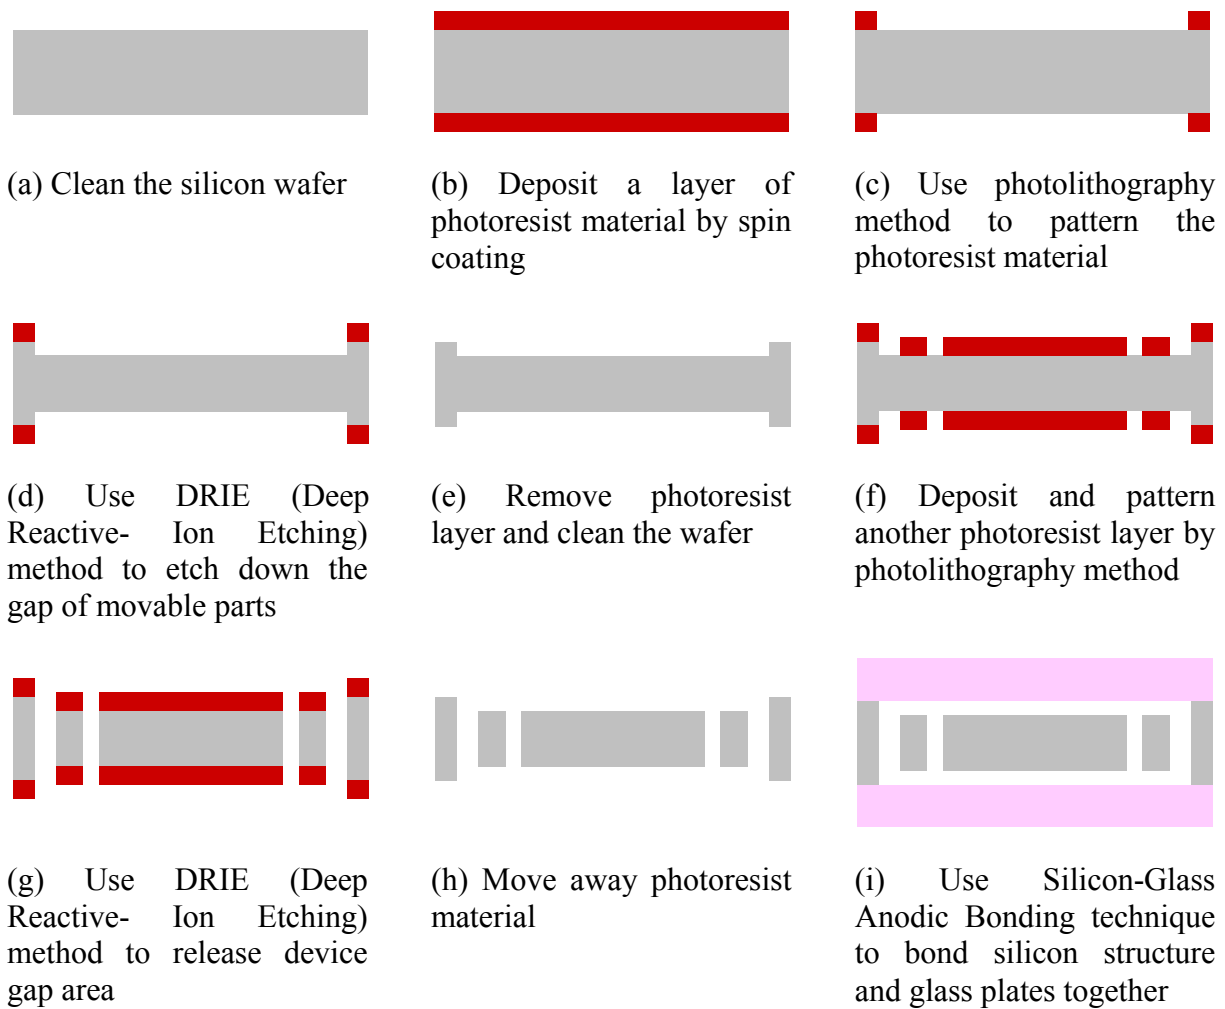 (a) Clean the silicon wafer
(b) Deposit a layer of
photoresist material by spin
coating
(c) Use photolithography
method to pattern the
photoresist material
(d) Use DRIE (Deep
Reactive- Ion Etching)
method to etch down the
gap of movable parts
(e) Remove photoresist
layer and clean the wafer
(f) Deposit and pattern
another photoresist layer by
photolithography method
(g) Use DRIE (Deep
Reactive- Ion Etching)
method to release device
gap area
(h) Move away photoresist
material
(i) Use Silicon-Glass
Anodic Bonding technique
to bond silicon structure
and glass plates together